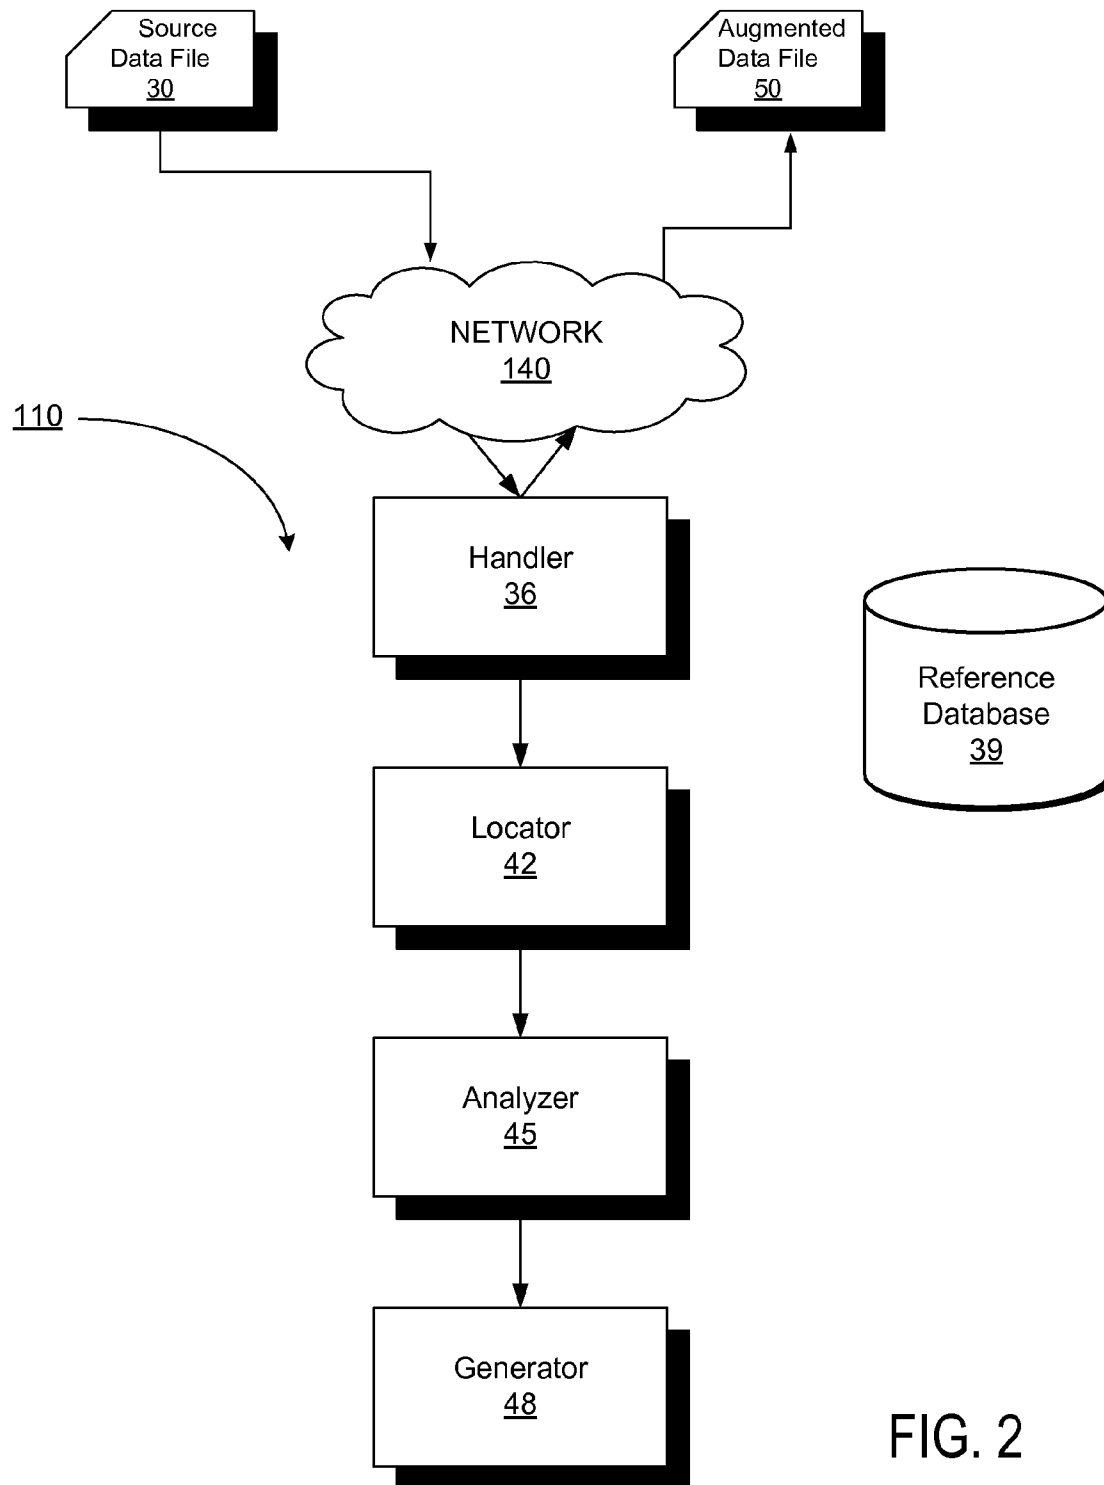 Source
Data File
30
Augmented
Data File
50
NETWORK
140
110
Handler
36
Reference
Database
39
Locator
42
Analyzer
45
Generator
48
FIG. 2